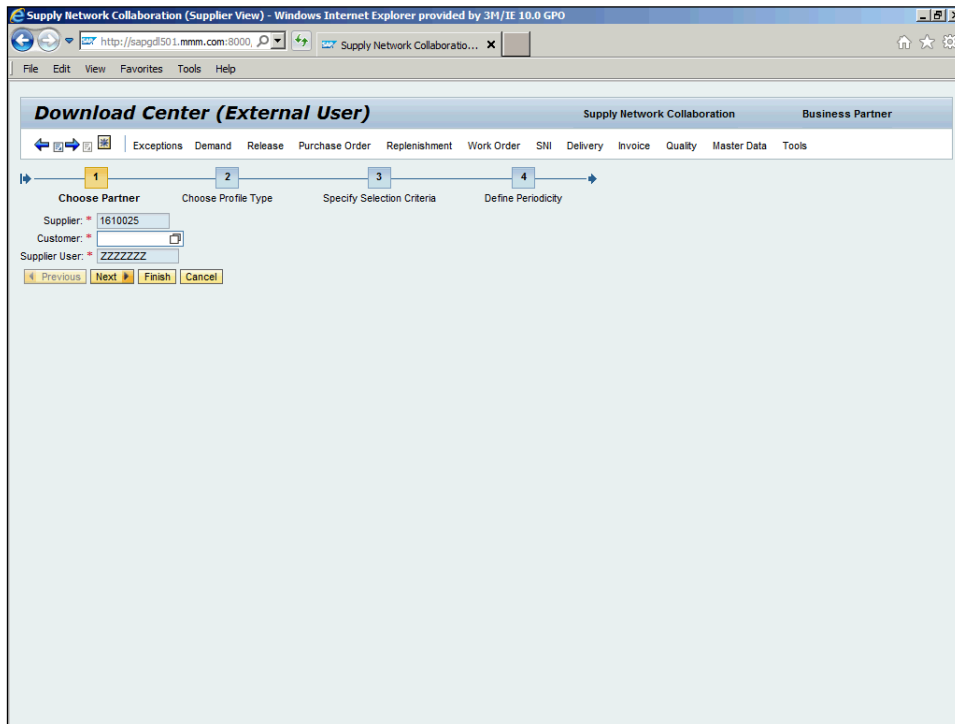 Supply Network Collaboration (Supplier View) - Windows Internet Explorer provided by 3M/IE 10.0 GPO
http://sapgdl501.mmm.com:8000,
Supply Network Collaboratio...
File Edit View Favorites Tools Help
Download Center (External User) Supply Network Collaboration Business Partner
Exceptions Demand Release Purchase Order Replenishment Work Order SNI Delivery Invoice Quality Master Data Tools
1 2 3 4
Choose Partner Choose Profile Type Specify Selection Criteria Define Periodicity
Supplier: * 1610025
Customer: *
Supplier User: * ZZZZZZZ
Previous Next Finish Cancel